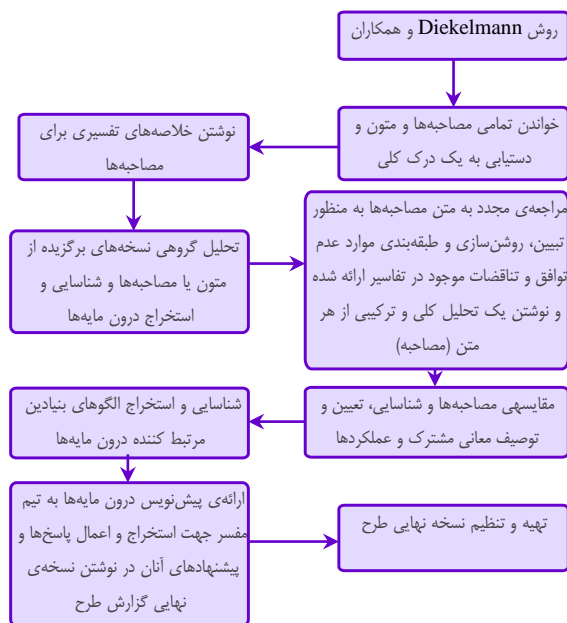 روش Diekelmann و همکاران
خواندن تمامی مصاحبه‌ها و متون و
دستیابی به یک درک کلی
نوشتن خلاصه‌های تفسیری برای
مصاحبه‌ها
تحلیل گروهی نسخه‌های برگزیده از
متون یا مصاحبه‌ها و شناسایی و
استخراج درون مایه‌ها
مراجعه‌ی مجدد به متن مصاحبه‌ها به منظور
تبیین، روشن‌سازی و طبقه‌بندی موارد عدم
توافق و تناقضات موجود در تفاسیر ارائه شده
و نوشتن یک تحلیل کلی و ترکیبی از هر
متن (مصاحبه)
مقایسهی مصاحبه‌ها و شناسایی، تعیین و
توصیف معانی مشترک و عملکردها
شناسایی و استخراج الگوهای بنیادین
مرتبط کننده درون مایه‌ها
ارائه‌ی پیش‌نویس درون مایه‌ها به تیم
مفسر جهت استخراج و اعمال پاسخ‌ها و
پیشنهادهای آنان در نوشتن نسخه‌ی
نهایی گزارش طرح
تهیه و تنظیم نسخه نهایی طرح